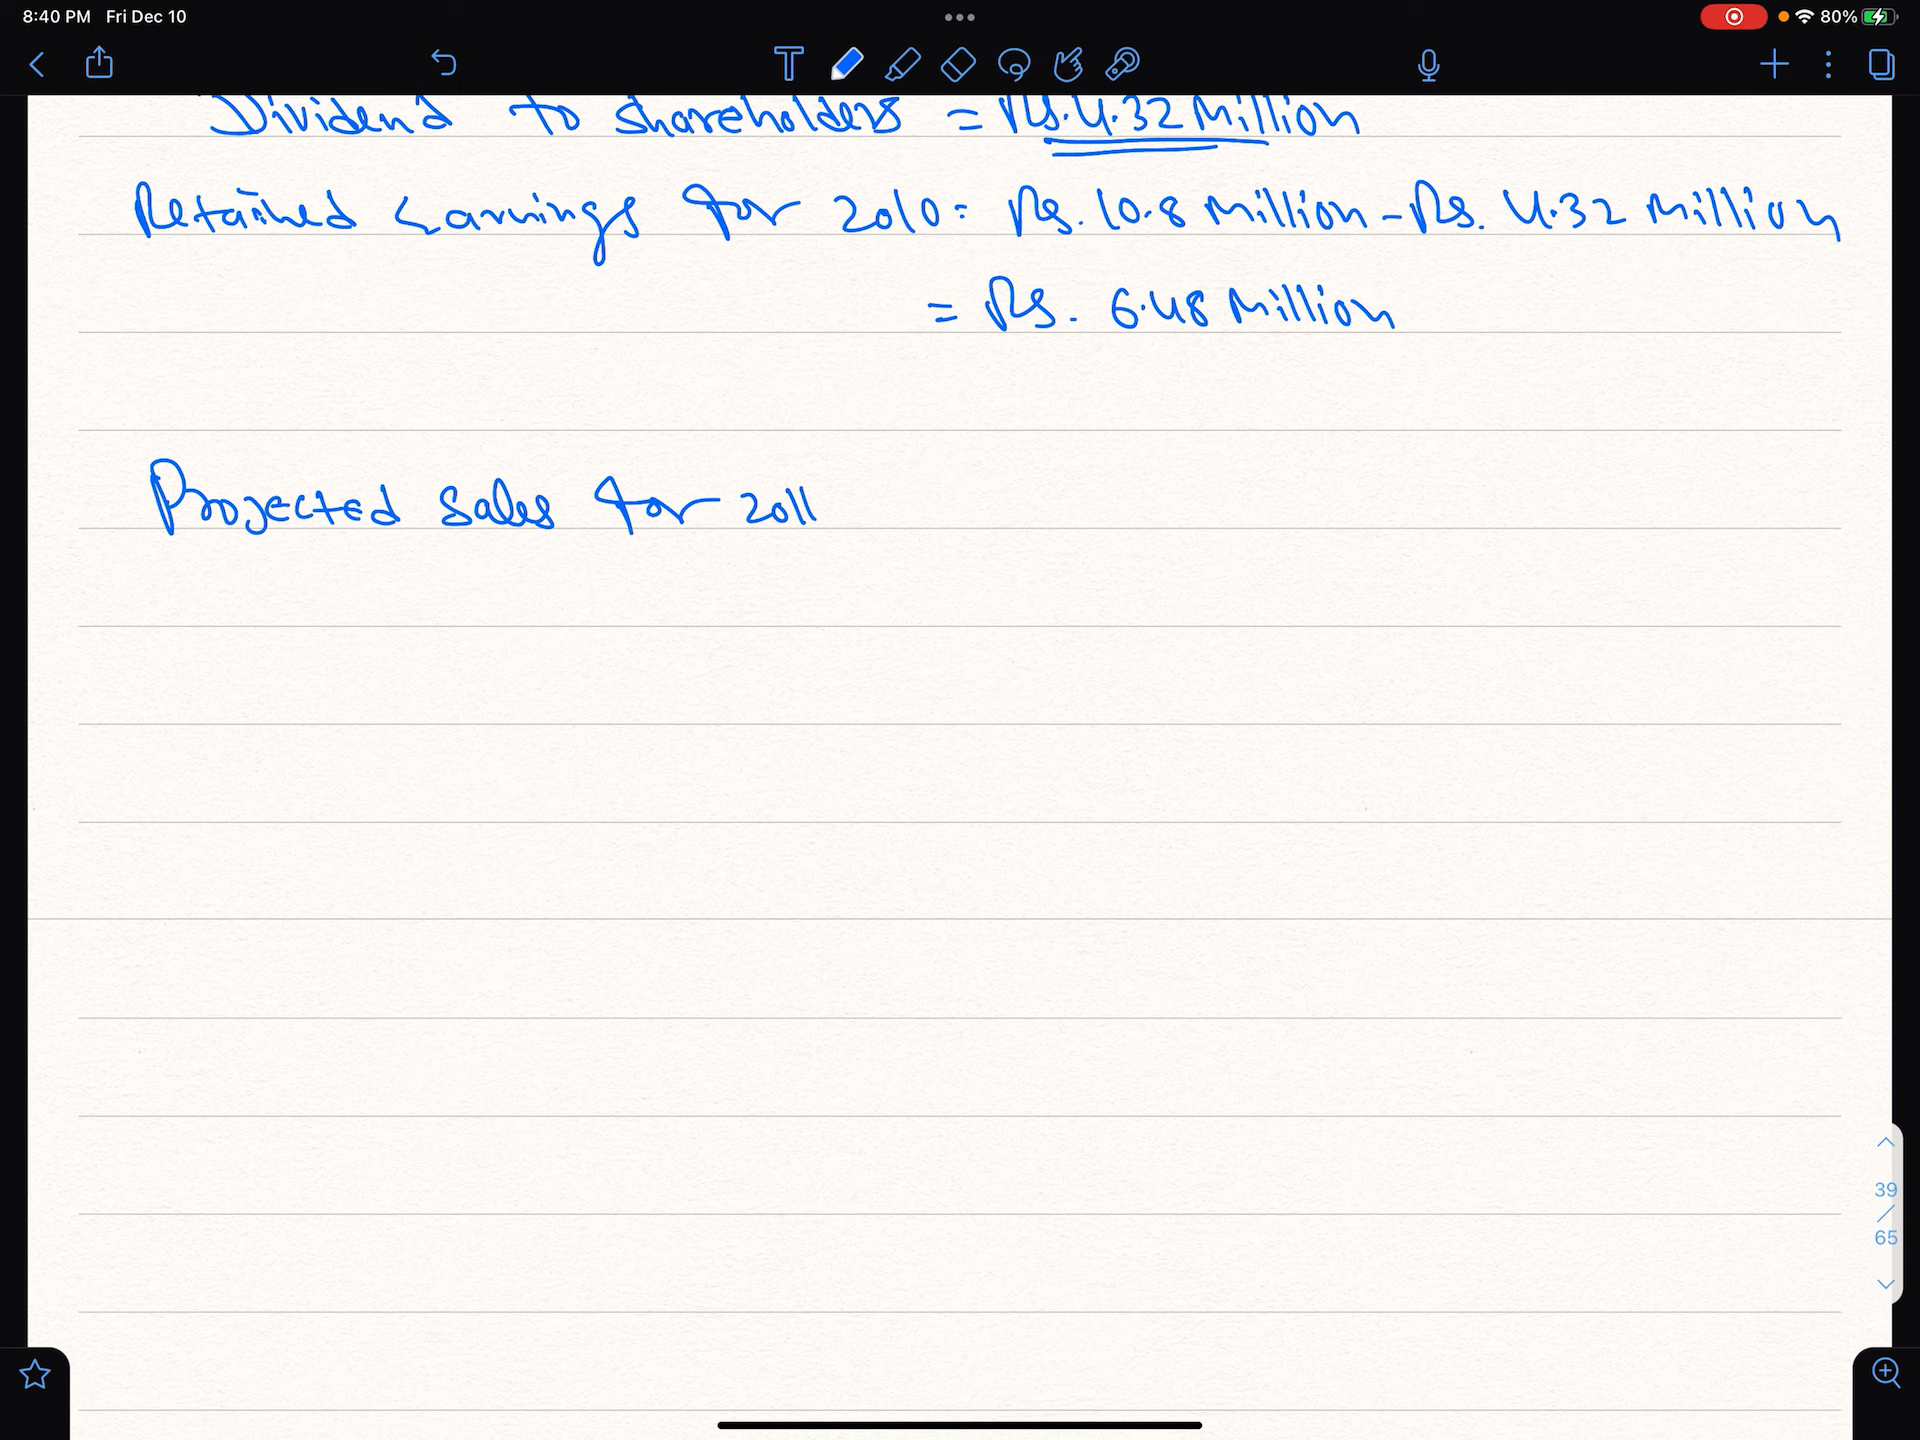 8:40 PM Fri Dec 10
80%
Dividend to shareholders = Rs. 4.32 Million
Retained Earnings for 2010 = Rs. 10.8 Million - Rs. 4.32 Million
= Rs. 6.48 Million
Projected Sales for 2011
39
/
65